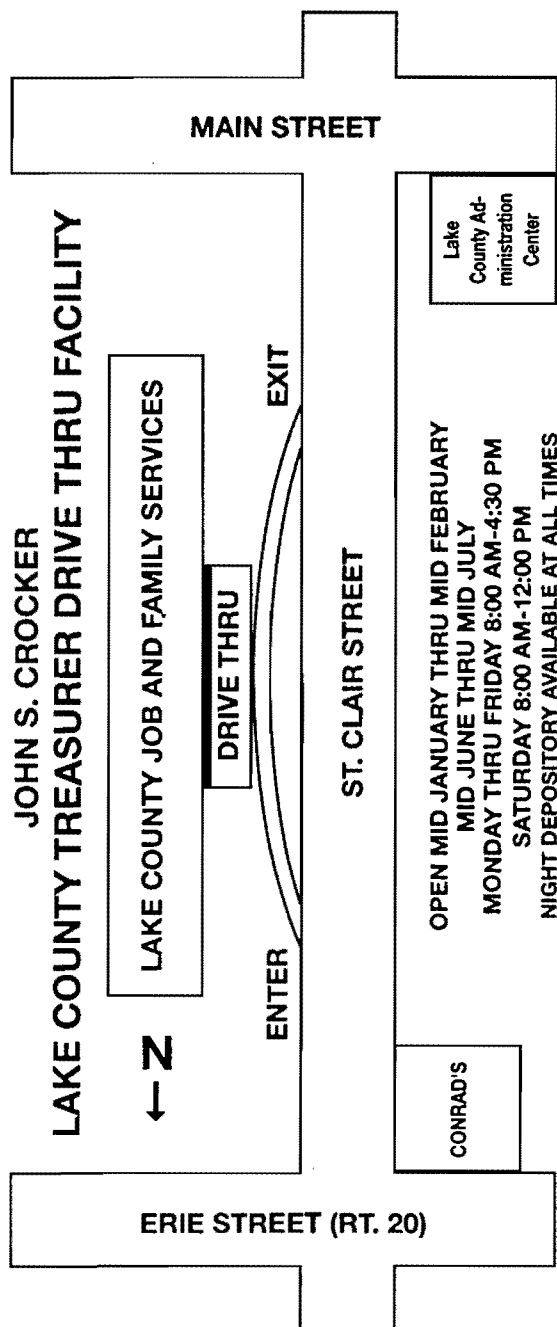 JOHN S. CROCKER
LAKE COUNTY TREASURER DRIVE THRU FACILITY
LAKE COUNTY JOB AND FAMILY SERVICES
← N
DRIVE THRU
ENTER
EXIT
ERIE STREET (RT. 20)
ST. CLAIR STREET
MAIN STREET
CONRAD'S
OPEN MID JANUARY THRU MID FEBRUARY
MID JUNE THRU MID JULY
MONDAY THRU FRIDAY 8:00 AM-4:30 PM
SATURDAY 8:00 AM-12:00 PM
NIGHT DEPOSITORY AVAILABLE AT ALL TIMES
Lake
County Ad-
ministration
Center